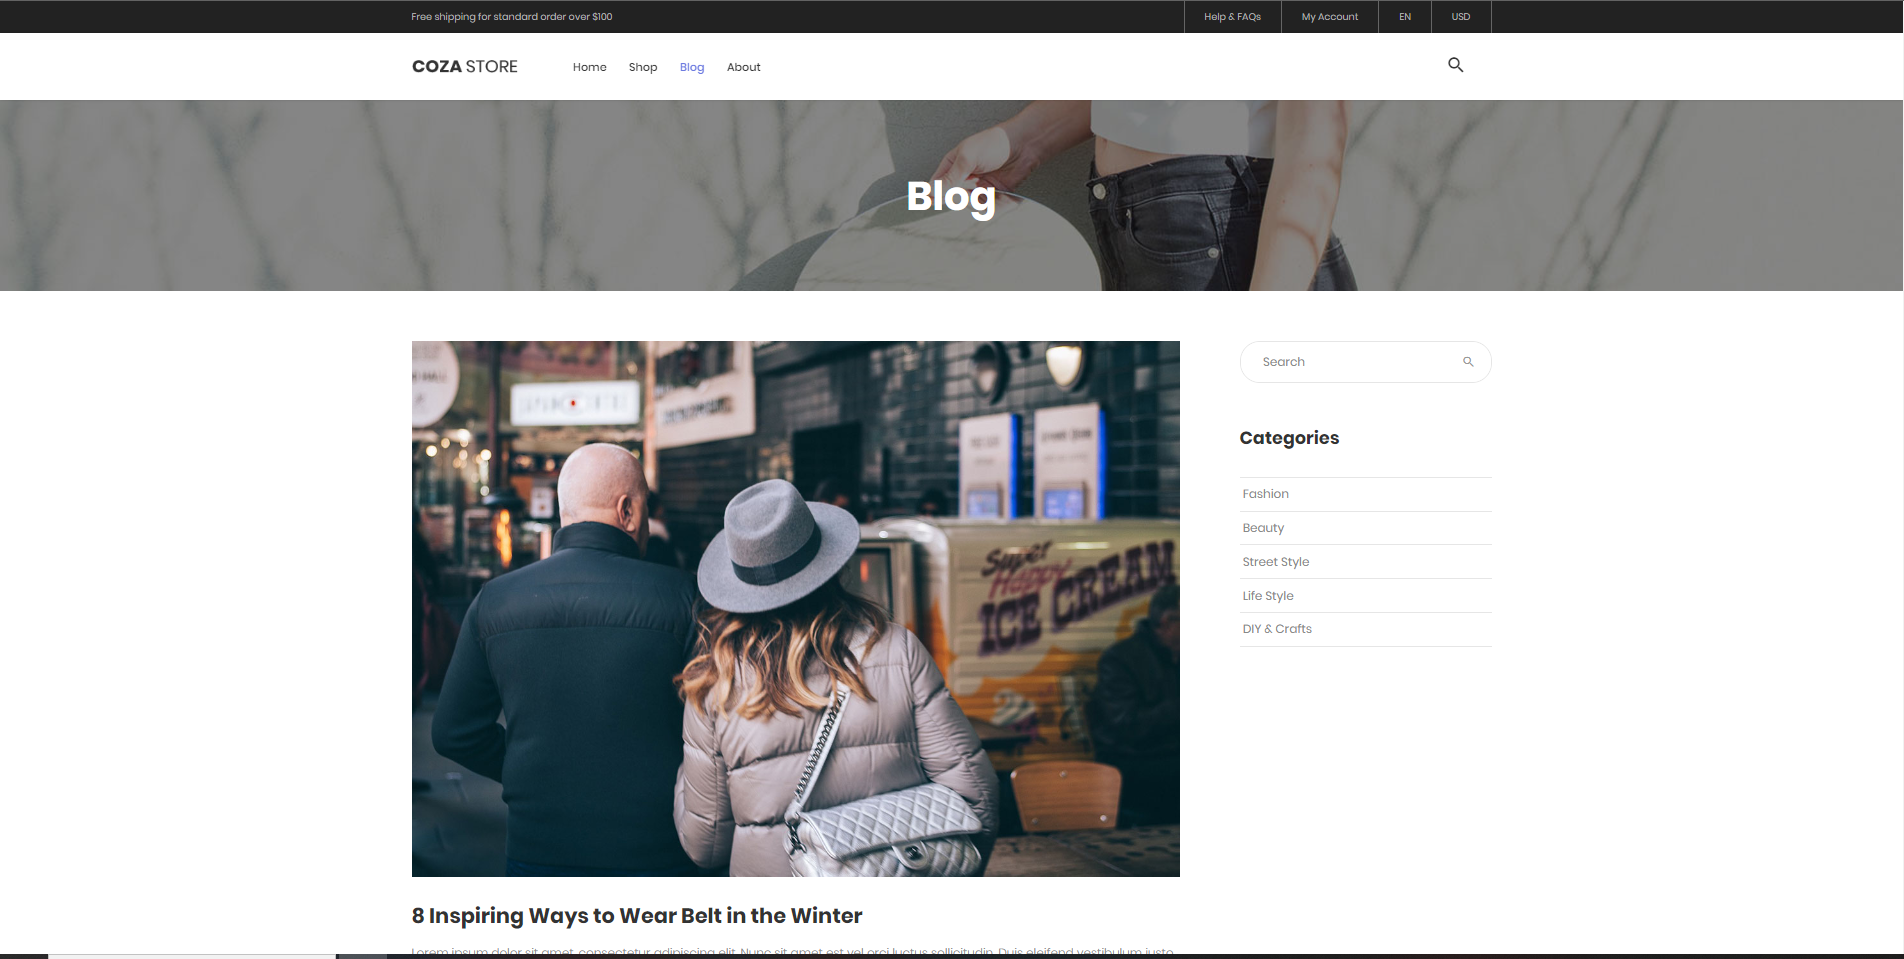 Free shipping for standard order over $100
Help & FAQs
My Account
EN
USD
COZA STORE
Home
Shop
Blog
About
Blog
Search
Categories
Fashion
Beauty
Street Style
Life Style
DIY & Crafts
Super
Happy
ICE CREAM
8 Inspiring Ways to Wear Belt in the Winter
Lorem ipsum dolor sit amet, consectetur adipiscing elit. Nunc sit amet est vel orci luctus sollicitudin. Duis eleifend vestibulum justo